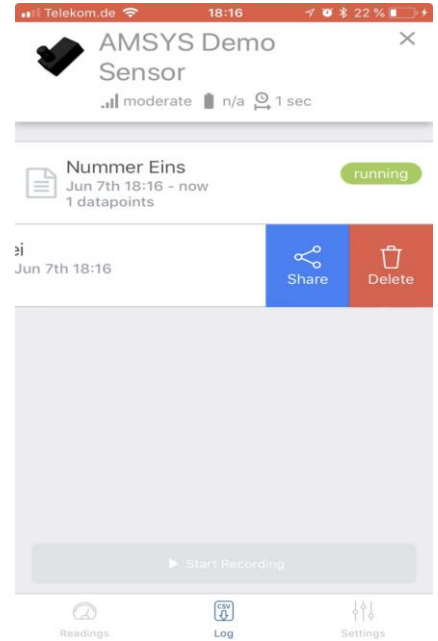 Telekom.de 18:16 22 %
AMSYS Demo
Sensor
moderate n/a 1 sec
Nummer Eins
Jun 7th 18:16 - now
1 datapoints
running
ei
Jun 7th 18:16
Share
Delete
Start Recording
CSV
Readings Log Settings